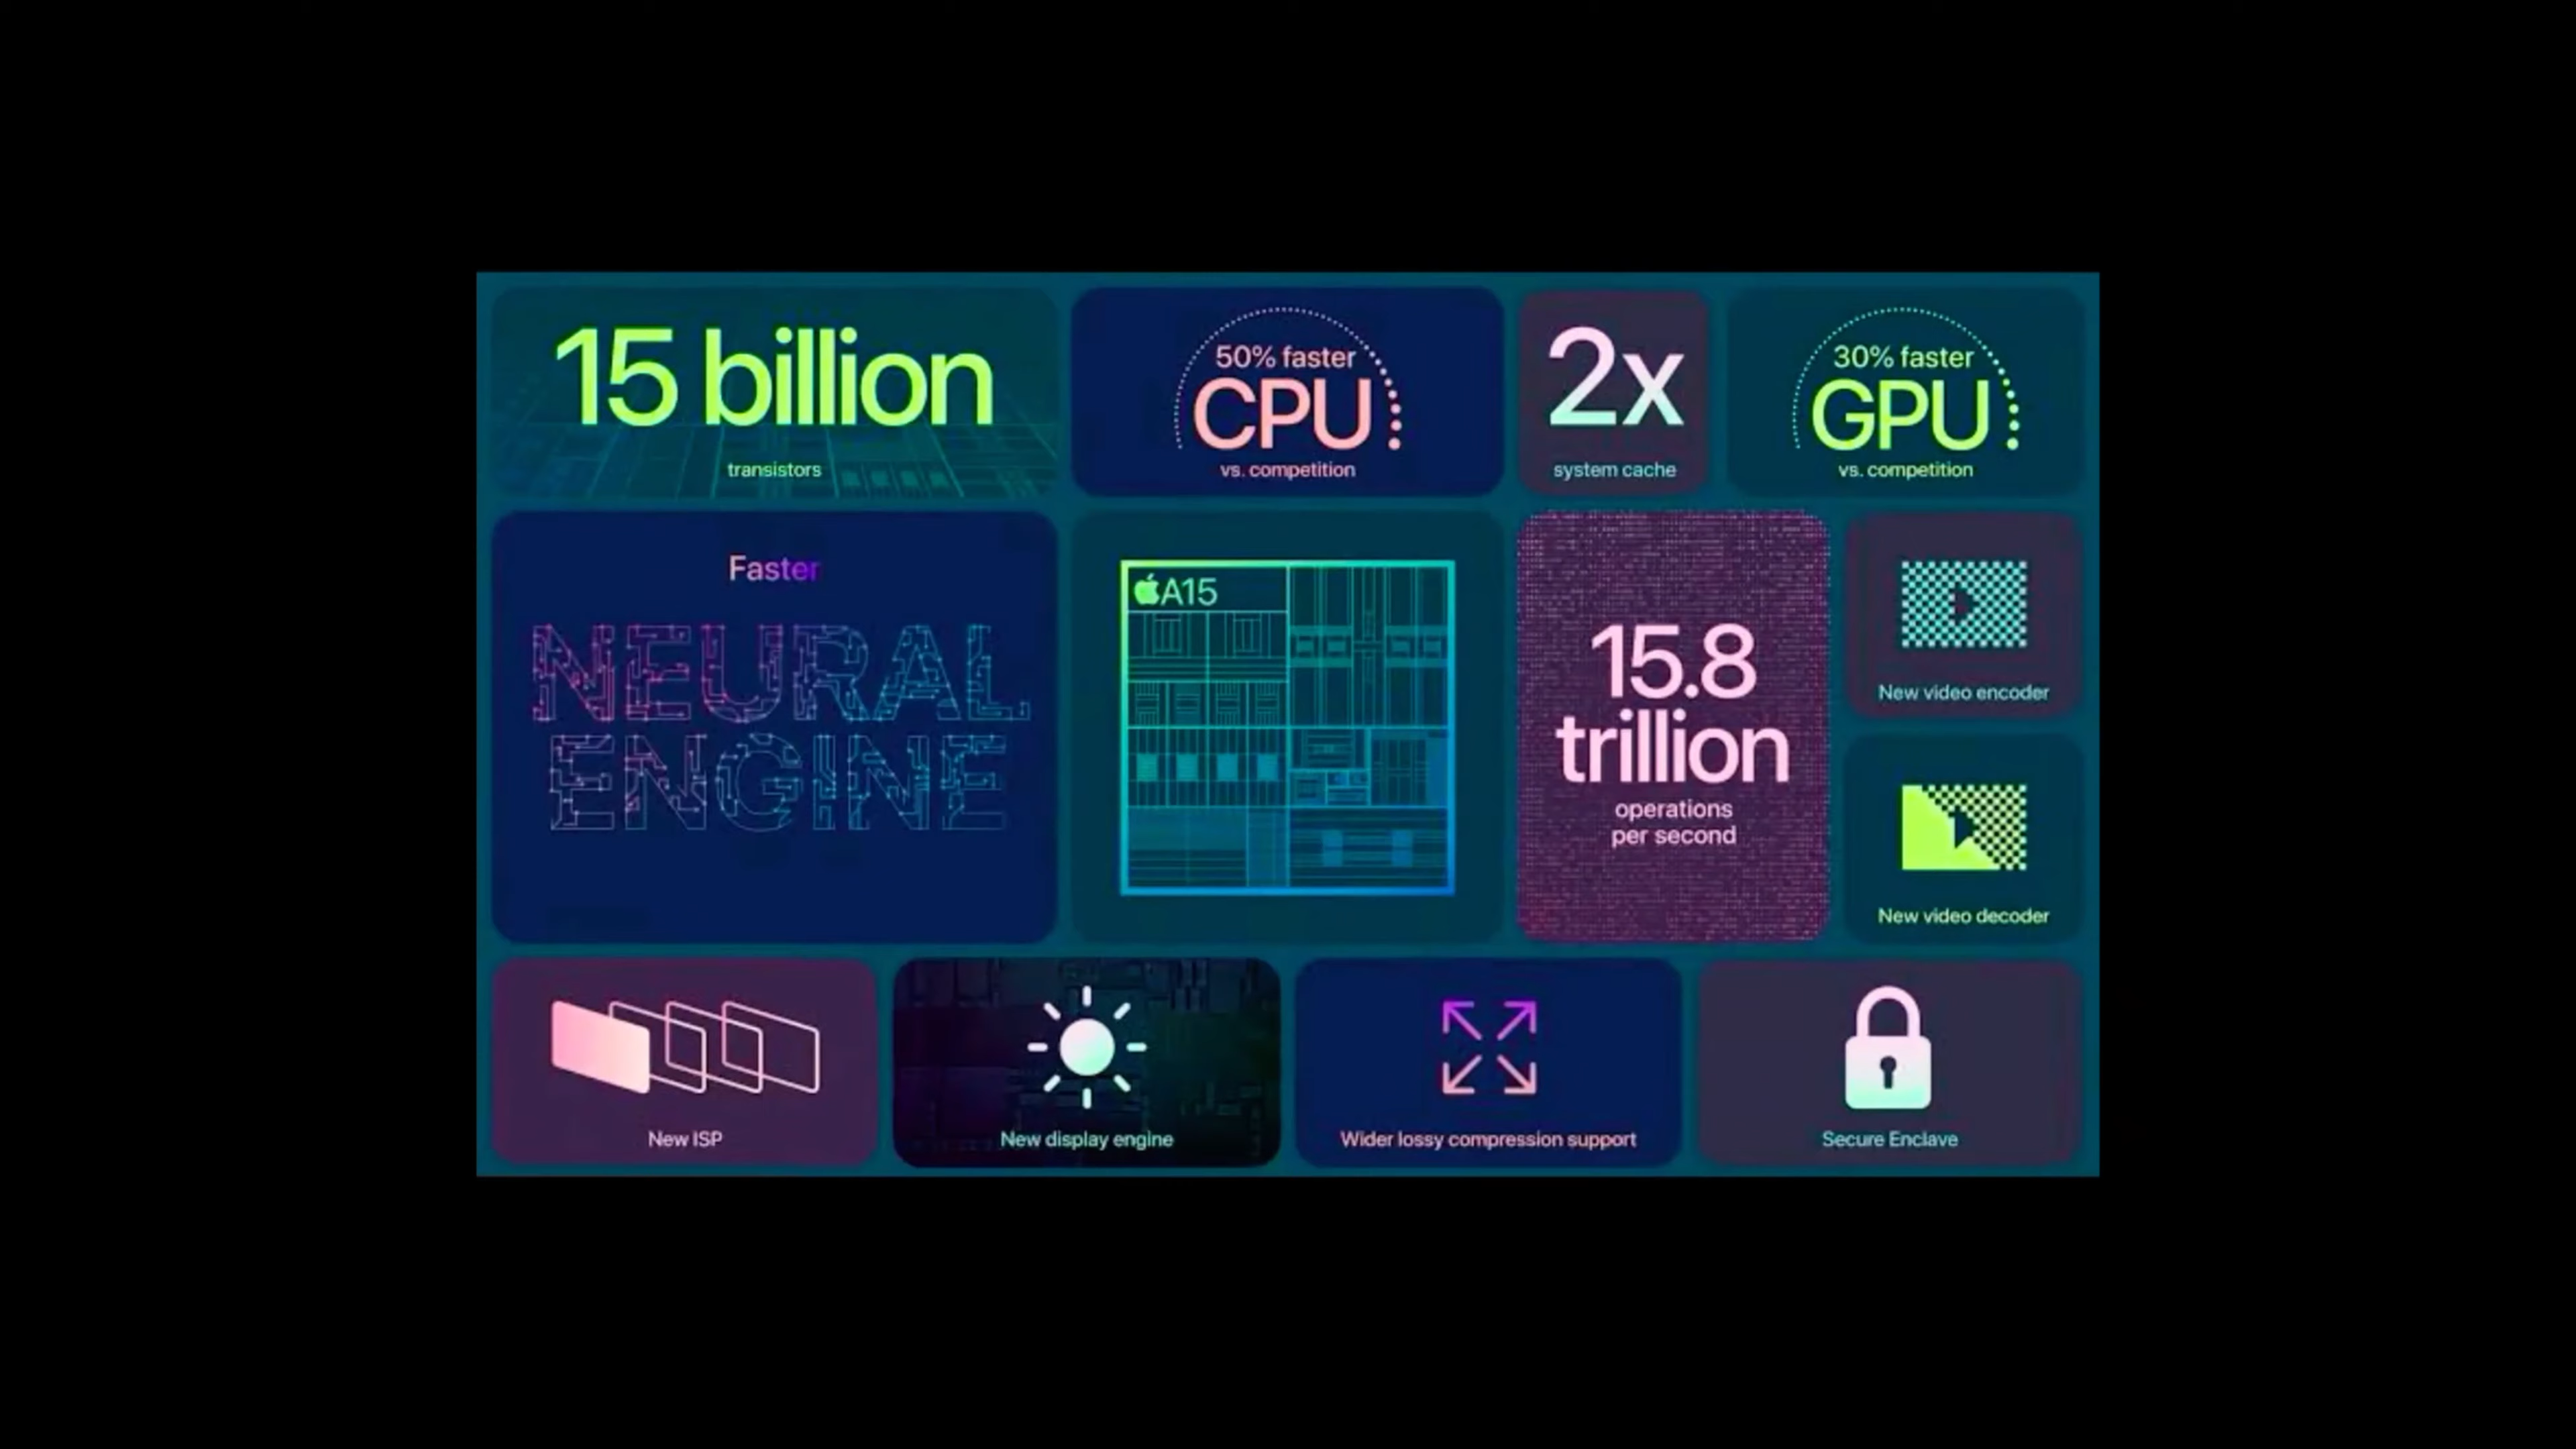 15 billion
transistors
50% faster
CPU
vs. competition
2x
system cache
30% faster
GPU
vs. competition
Faster
NEURAL
ENGINE
A15
15.8
trillion
operations
per second
New video encoder
New video decoder
New ISP
New display engine
Wider lossy compression support
Secure Enclave